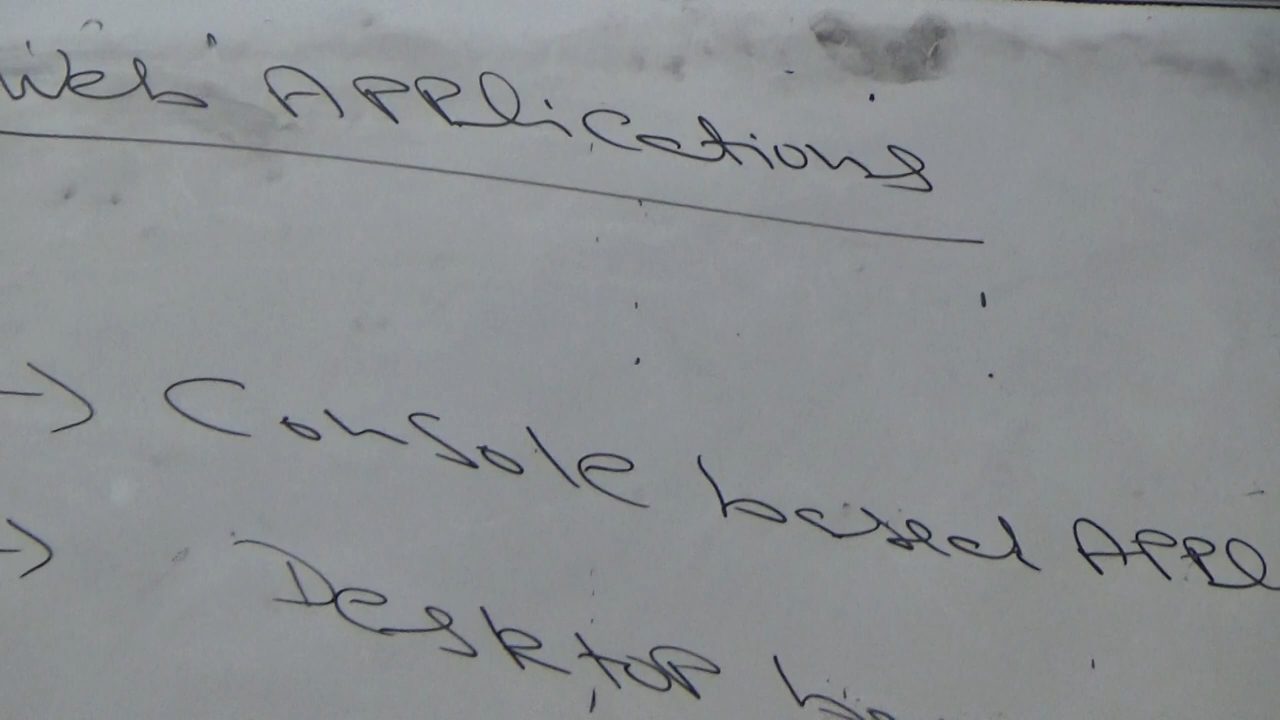 Web Applications
→ Console based Appl
→ Desktop